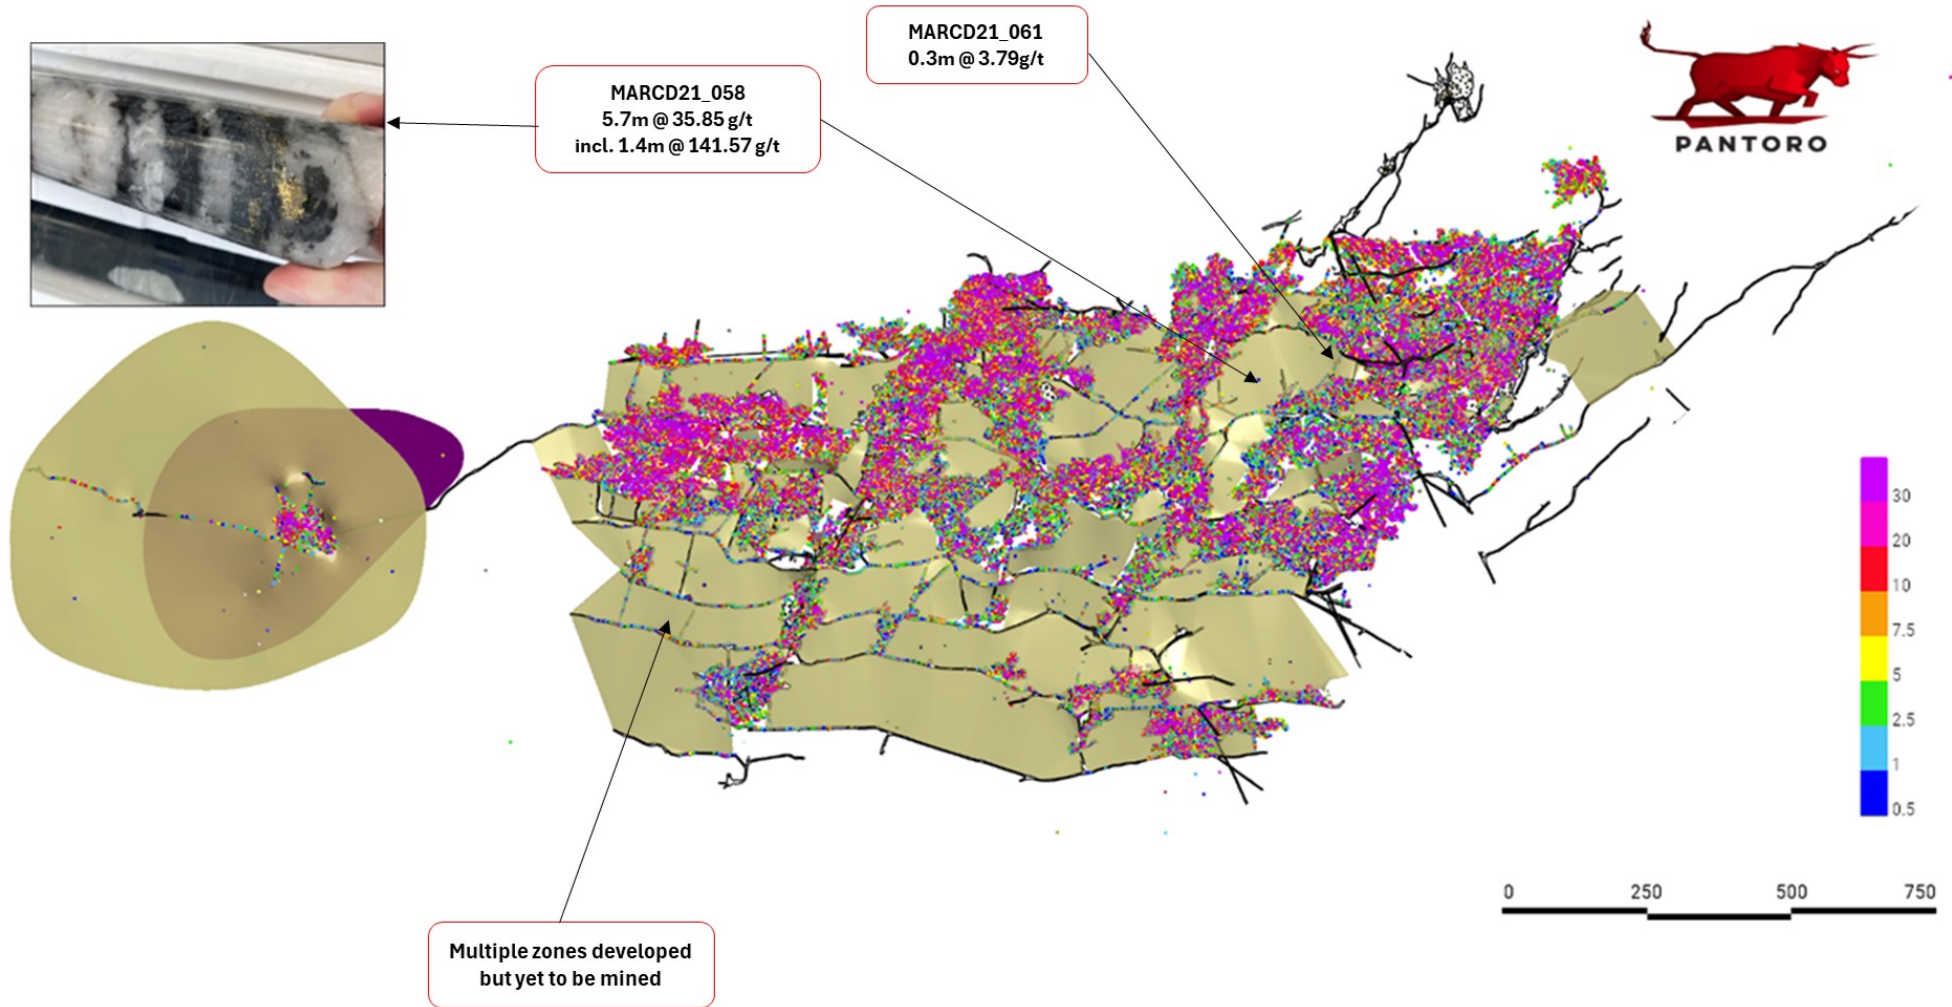 MARCD21_061
0.3m @ 3.79g/t
MARCD21_058
5.7m @ 35.85 g/t
incl. 1.4m @ 141.57 g/t
PANTORO
30
20
10
7.5
5
2.5
1
0.5
0 250 500 750
Multiple zones developed
but yet to be mined